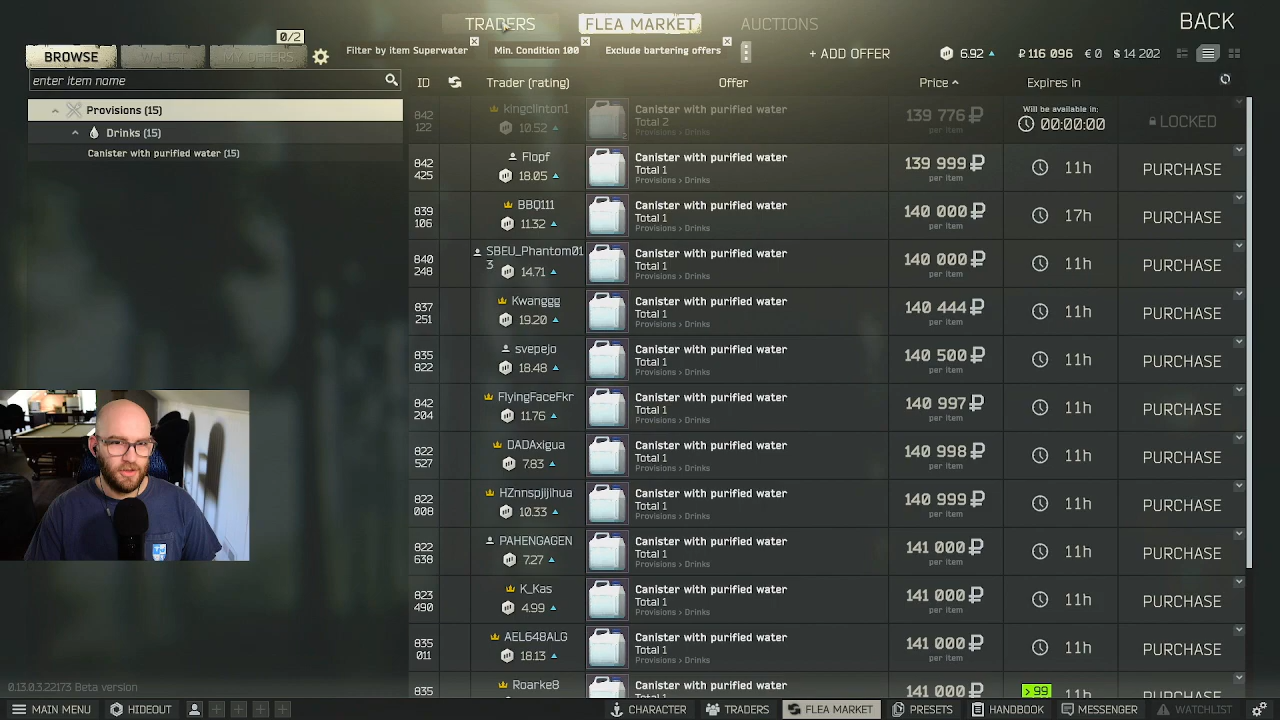 TRADERS
FLEA MARKET
AUCTIONS
BACK
0/2
BROWSE
W-LIST
MY OFFERS
Filter by item Superwater
Min. Condition 100
Exclude bartering offers
+ ADD OFFER
6.92
₽ 116 096 € 0 $ 14 202
enter item name
ID
Trader (rating)
Offer
Price
Expires in
Provisions (15)
Drinks (15)
Canister with purified water (15)
842
122
kingclinton1
10.52
2
Canister with purified water
Total 2
139 776 ₽
per item
Will be available in:
00:00:00
LOCKED
842
425
Flopf
18.05
Canister with purified water
Total 1
Provisions > Drinks
139 999 ₽
per item
11h
PURCHASE
839
106
BBQ111
11.32
Canister with purified water
Total 1
Provisions > Drinks
140 000 ₽
per item
17h
PURCHASE
840
248
SBEU_Phantom01
3
14.71
Canister with purified water
Total 1
Provisions > Drinks
140 000 ₽
per item
11h
PURCHASE
837
251
Kwanggg
19.20
Canister with purified water
Total 1
Provisions > Drinks
140 444 ₽
per item
11h
PURCHASE
835
822
svepejo
18.48
Canister with purified water
Total 1
Provisions > Drinks
140 500 ₽
per item
11h
PURCHASE
842
204
FlyingFaceFkr
11.76
Canister with purified water
Total 1
Provisions > Drinks
140 997 ₽
per item
11h
PURCHASE
822
527
DADAxigua
7.83
Canister with purified water
Total 1
Provisions > Drinks
140 998 ₽
per item
11h
PURCHASE
822
008
10.33
Canister with purified water
Total 1
Provisions > Drinks
140 999 ₽
per item
11h
PURCHASE
822
638
PAHENGAGEN
7.27
Canister with purified water
Total 1
Provisions > Drinks
141 000 ₽
per item
11h
PURCHASE
823
490
K_Kas
4.99
Canister with purified water
Total 1
Provisions > Drinks
141 000 ₽
per item
11h
PURCHASE
835
011
AEL648ALG
18.13
Canister with purified water
Total 1
Provisions > Drinks
141 000 ₽
per item
11h
PURCHASE
835
Roarke8
Canister with purified water
141 000 ₽
>99
11h
PURCHASE
0.13.0.3.22173 Beta version
MAIN MENU
HIDEOUT
CHARACTER
TRADERS
FLEA MARKET
PRESETS
HANDBOOK
MESSENGER
WATCHLIST